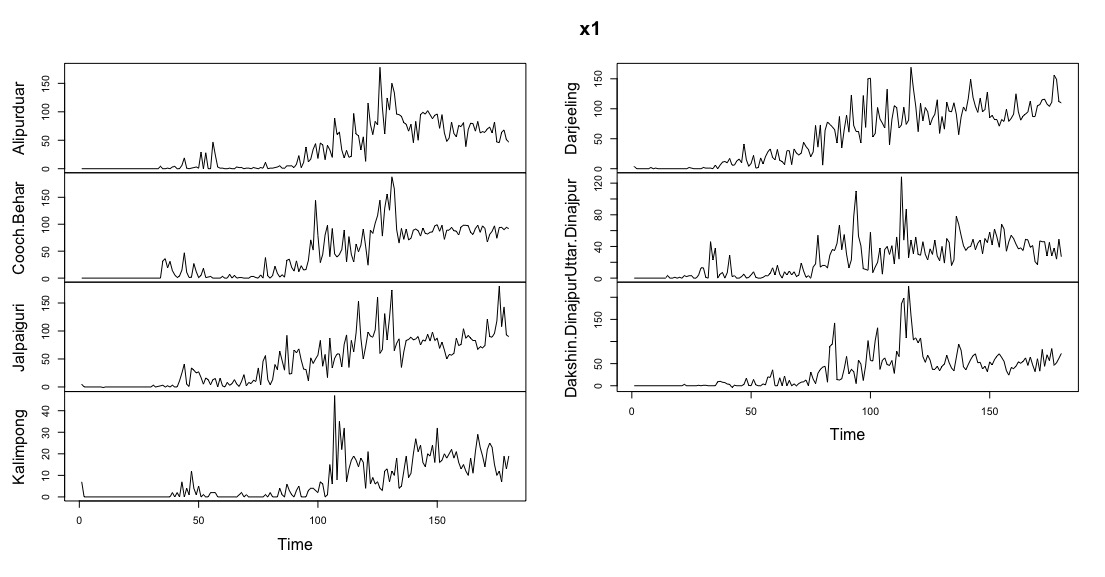 x1
Alipurduar
0 50 100 150
Cooch.Behar
0 50 100 150
Jalpaiguri
0 50 100 150
Kalimpong
0 10 20 30 40
0 50 100 150
Time
Darjeeling
0 50 100 150
Uttar.Dinajpur
0 40 80 120
Dakshin.Dinajpur
0 50 150
0 50 100 150
Time